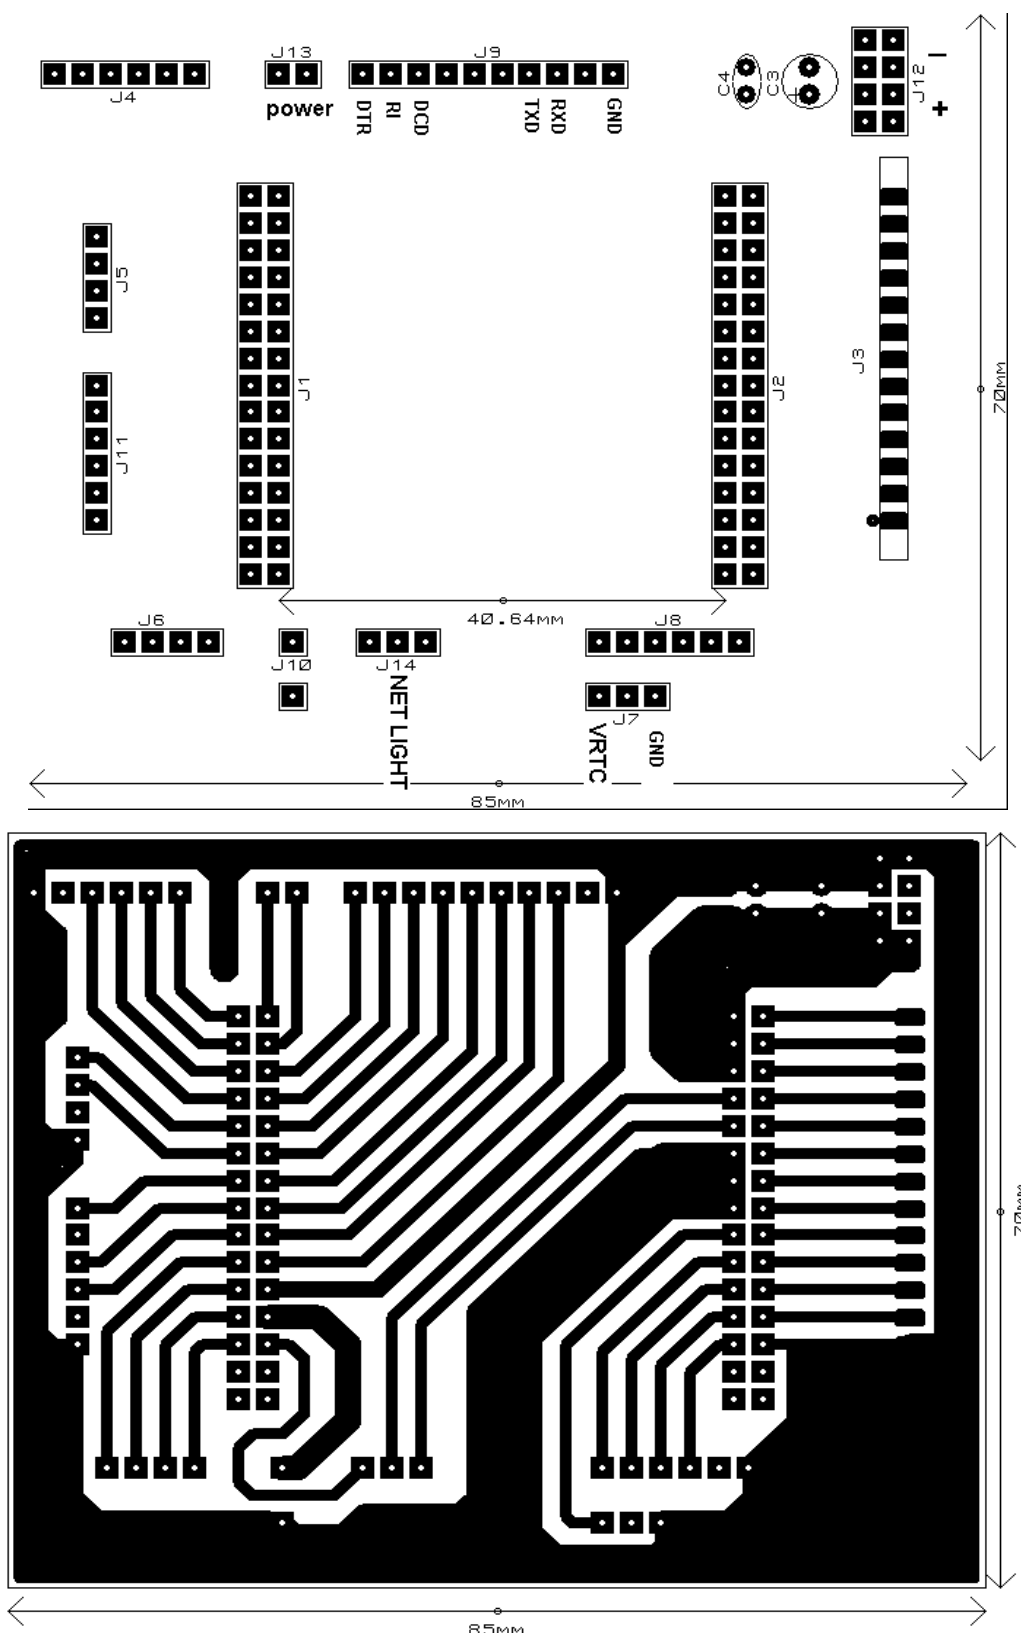 J13
J9
J4
power
DTR
RI
DCD
TXD
RXD
GND
C4
C3
J12
−
+
J5
J1
J2
J3
70MM
J11
40.64MM
J6
J10
J14
J8
J7
NET LIGHT
VRTC
GND
85MM
70MM
85MM